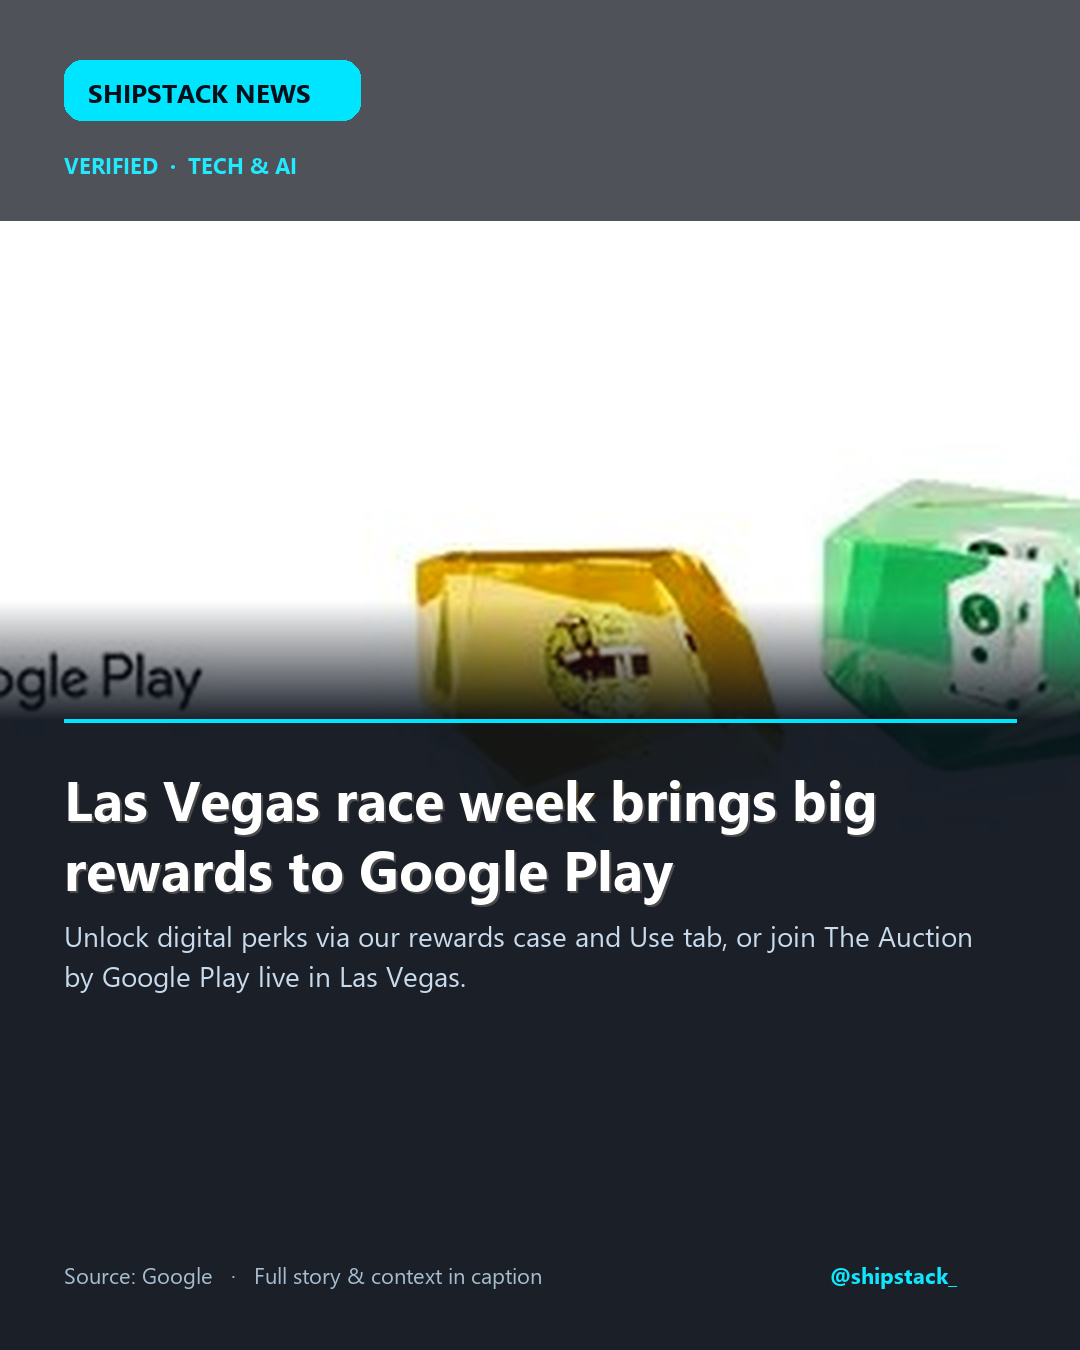 SHIPSTACK NEWS
VERIFIED · TECH & AI
ogle Play
Las Vegas race week brings big
rewards to Google Play
Unlock digital perks via our rewards case and Use tab, or join The Auction
by Google Play live in Las Vegas.
Source: Google · Full story & context in caption
@shipstack_